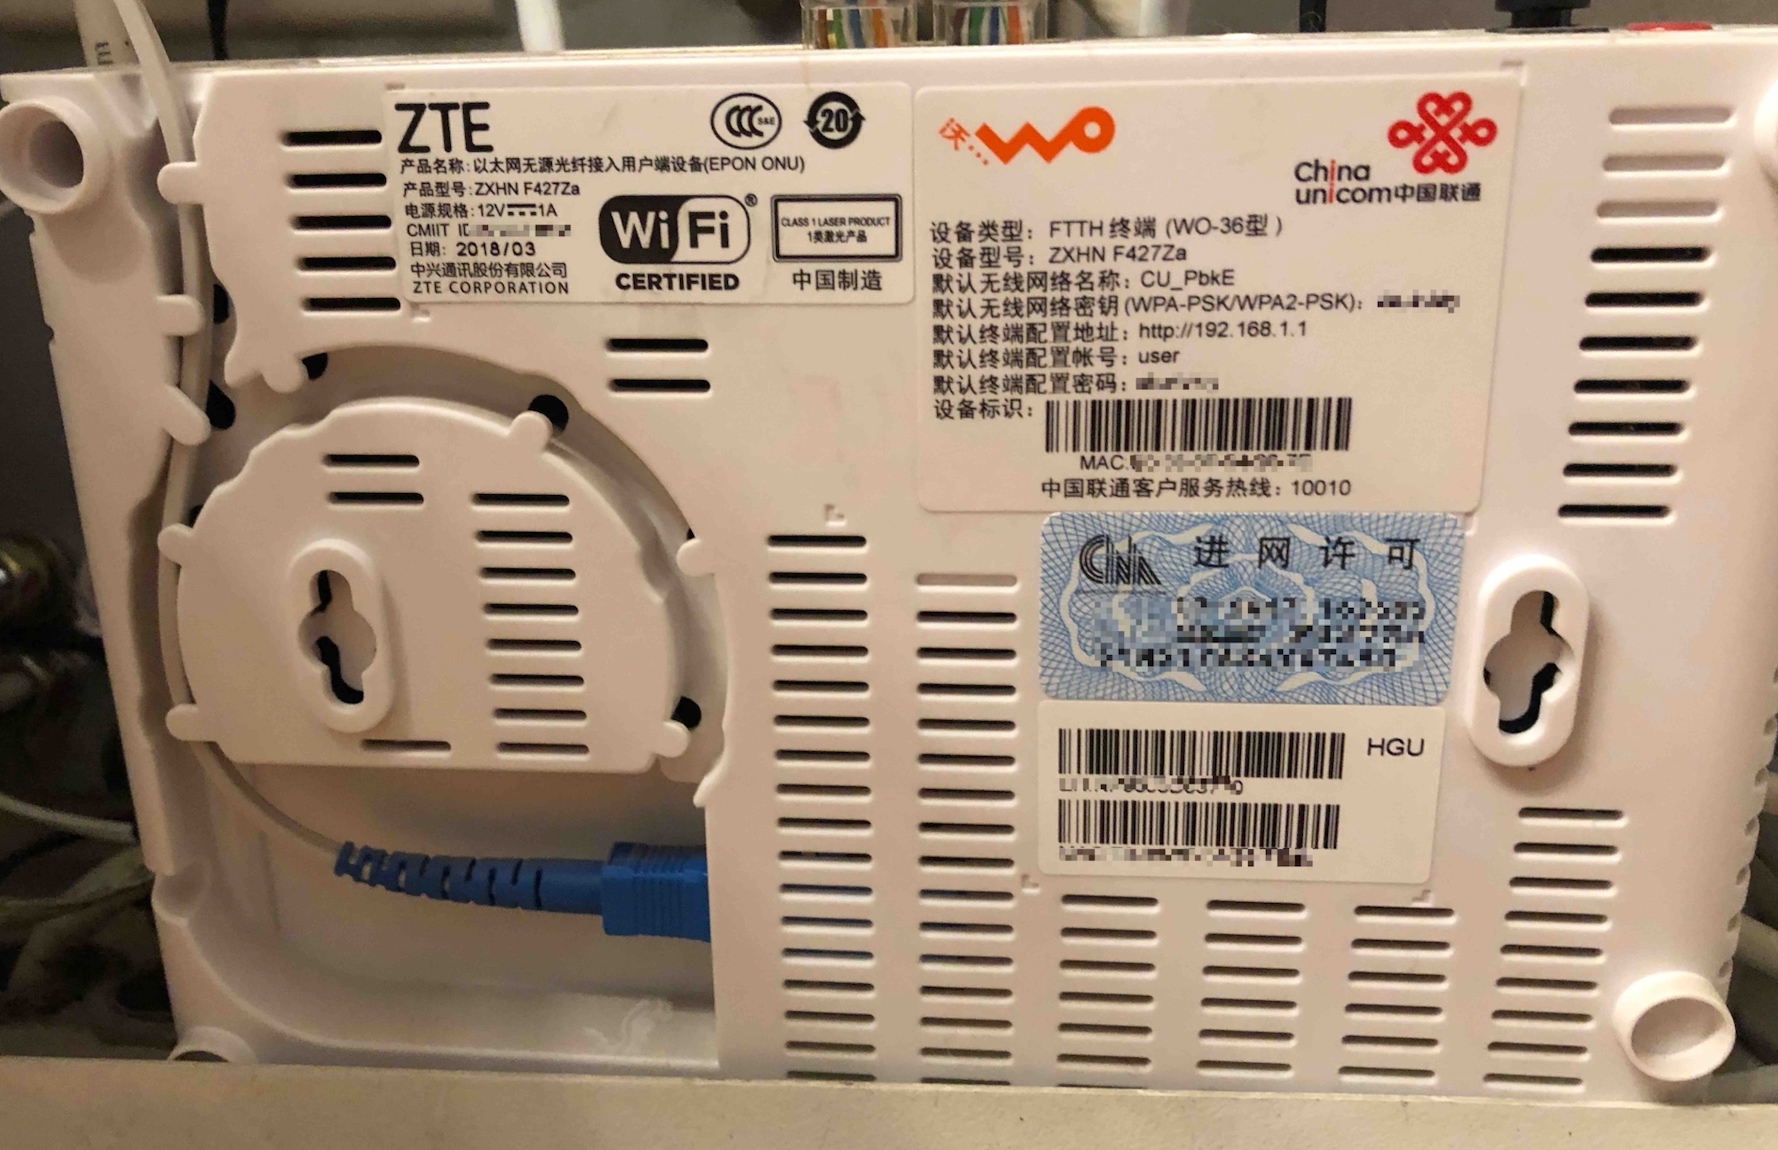 ZTE
CCC S&E
20
产品名称:以太网无源光纤接入用户端设备(EPON ONU)
产品型号:ZXHN F427Za
电源规格:12V⎓1A
CMIIT ID
日期: 2018/03
中兴通讯股份有限公司
ZTE CORPORATION
WiFi®
CERTIFIED
CLASS 1 LASER PRODUCT
1类激光产品
中国制造
沃...WO
China
unicom中国联通
设备类型: FTTH 终端 (WO-36型)
设备型号: ZXHN F427Za
默认无线网络名称: CU_PbkE
默认无线网络密钥(WPA-PSK/WPA2-PSK):
默认终端配置地址: http://192.168.1.1
默认终端配置帐号: user
默认终端配置密码:
设备标识:
MAC:
中国联通客户服务热线: 10010
CNA 进网许可
HGU